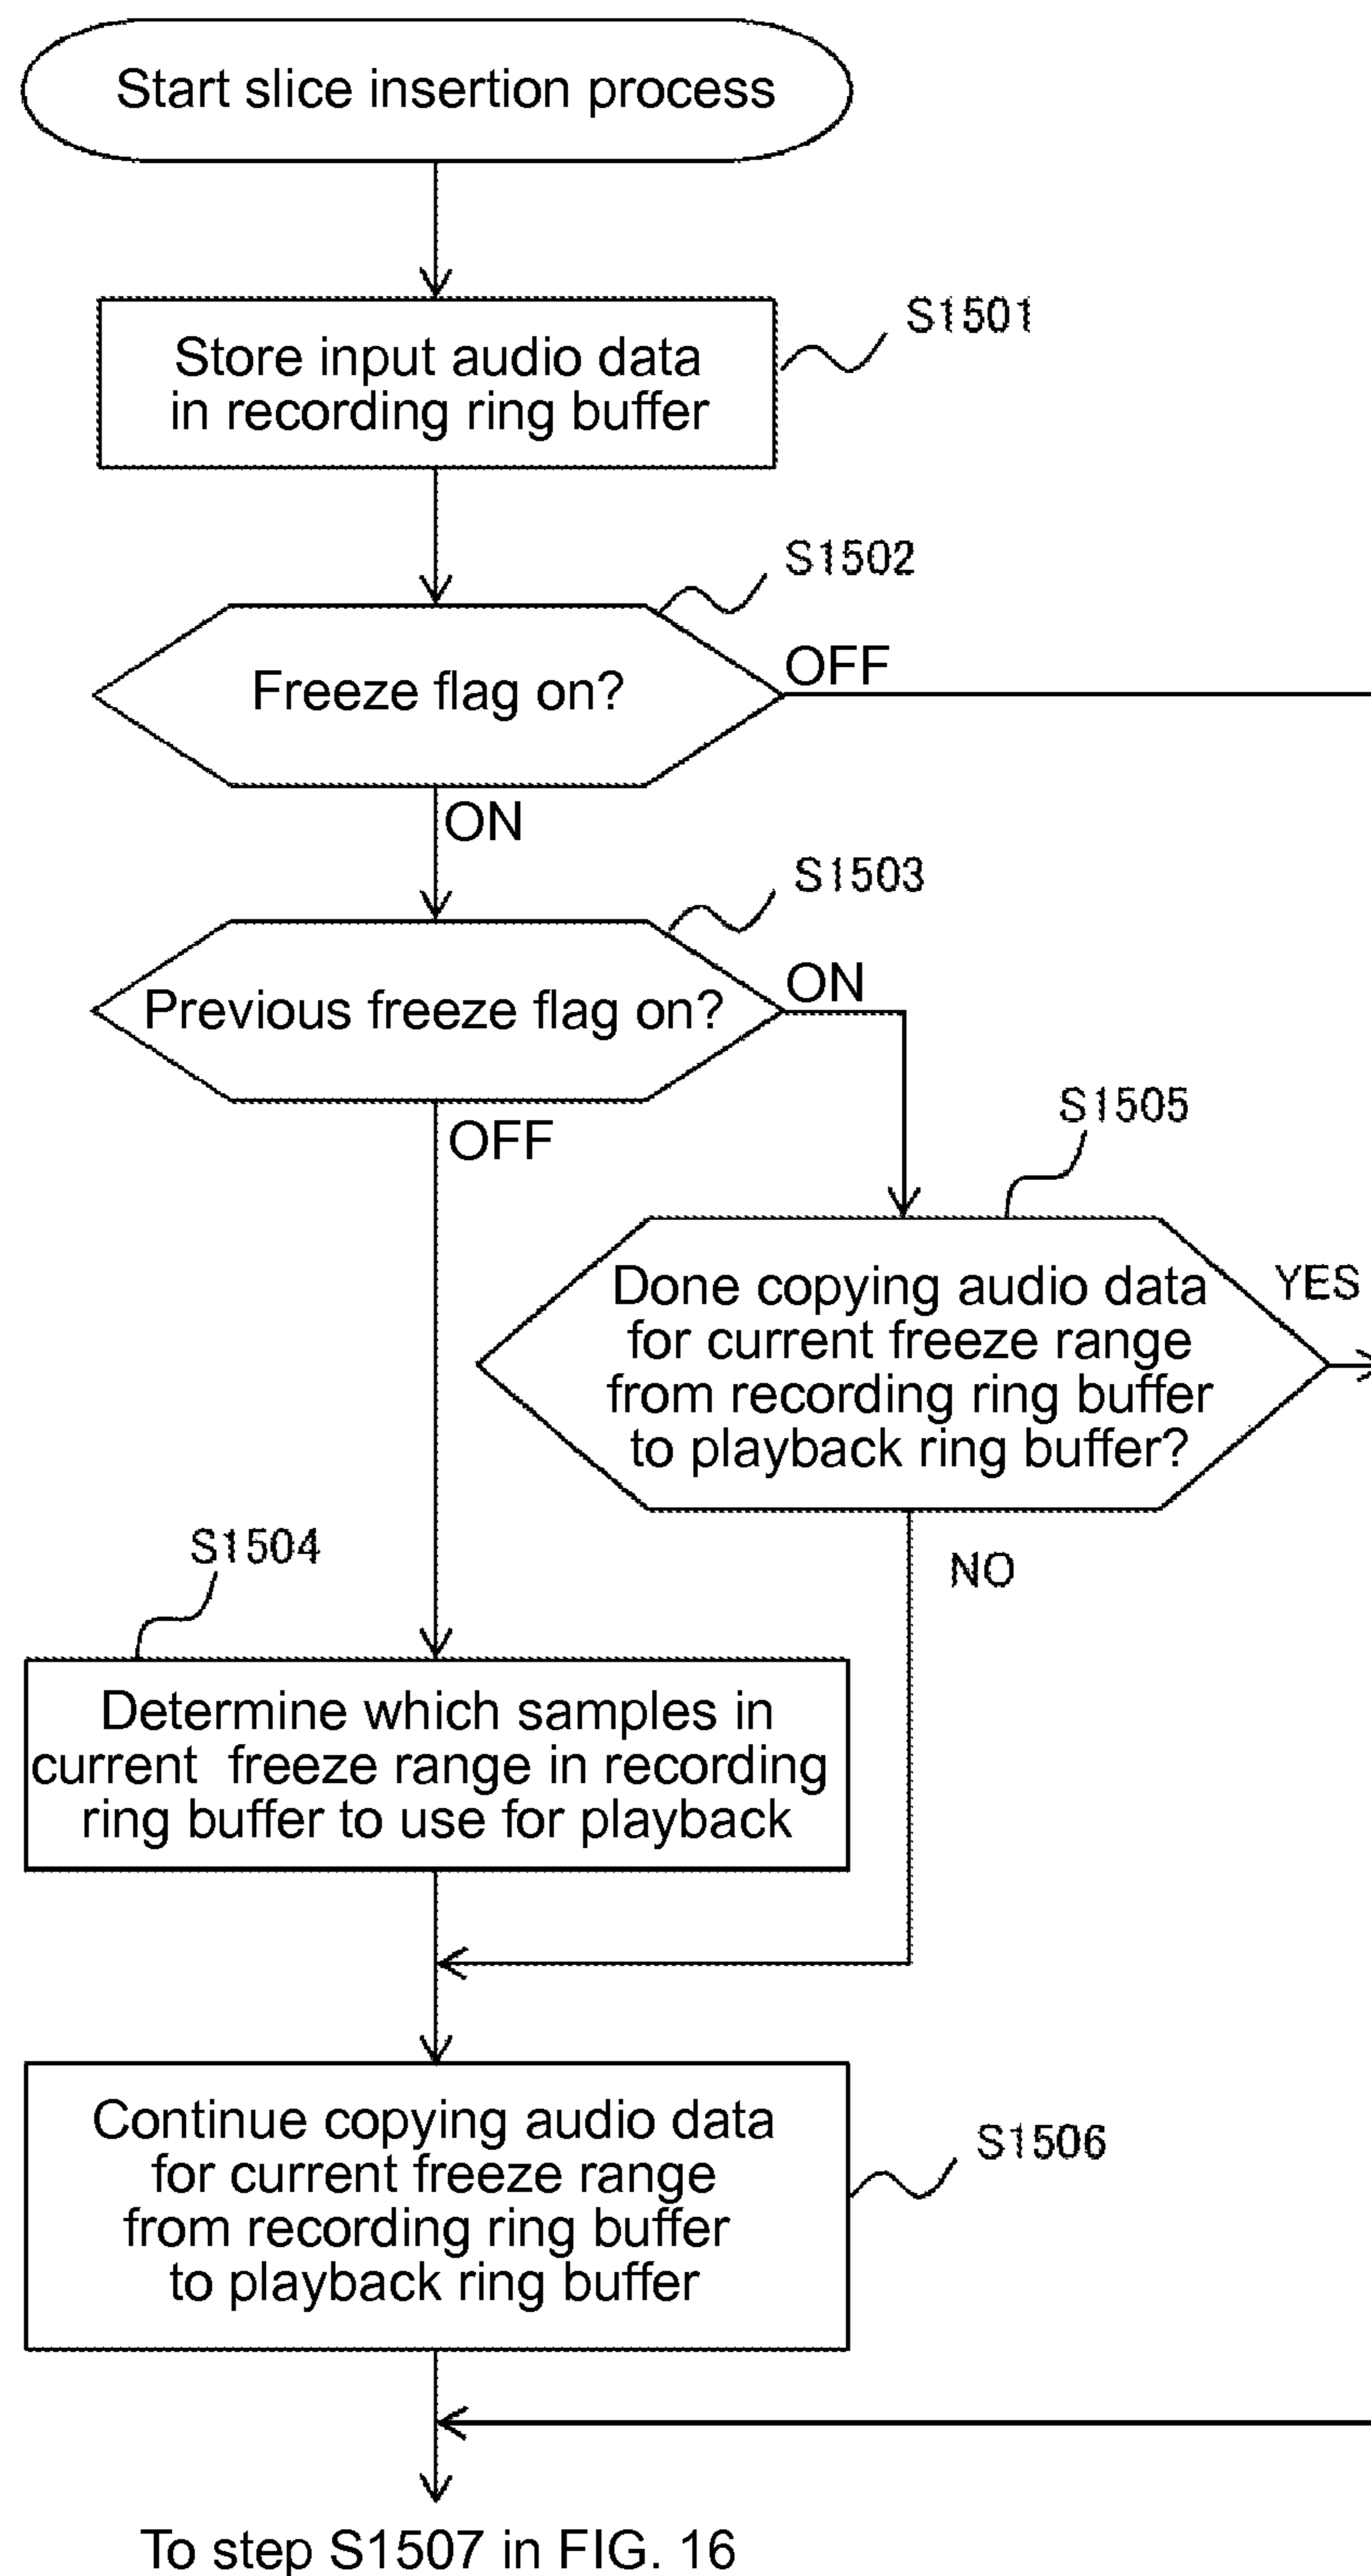 Start slice insertion process
S1501
Store input audio data
in recording ring buffer
S1502
Freeze flag on?
OFF
ON
S1503
Previous freeze flag on?
ON
OFF
S1505
Done copying audio data
for current freeze range
from recording ring buffer
to playback ring buffer?
YES
NO
S1504
Determine which samples in
current freeze range in recording
ring buffer to use for playback
Continue copying audio data
for current freeze range
from recording ring buffer
to playback ring buffer
S1506
To step S1507 in FIG. 16